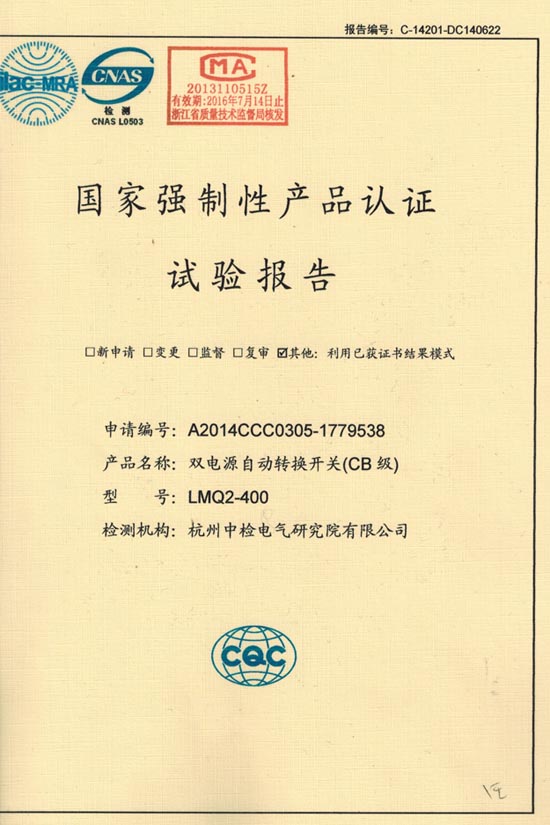 报告编号: C-14201-DC140622
ilac-MRA
CNAS
检 测
CNAS L0503
CMA
2013110515Z
有效期:2016年7月14日止
浙江省质量技术监督局核发
国家强制性产品认证
试验报告
□新申请 □变更 □监督 □复审 ☑其他: 利用已获证书结果模式
申请编号: A2014CCC0305-1779538
产品名称: 双电源自动转换开关(CB 级)
型 号: LMQ2-400
检测机构: 杭州中检电气研究院有限公司
CQC